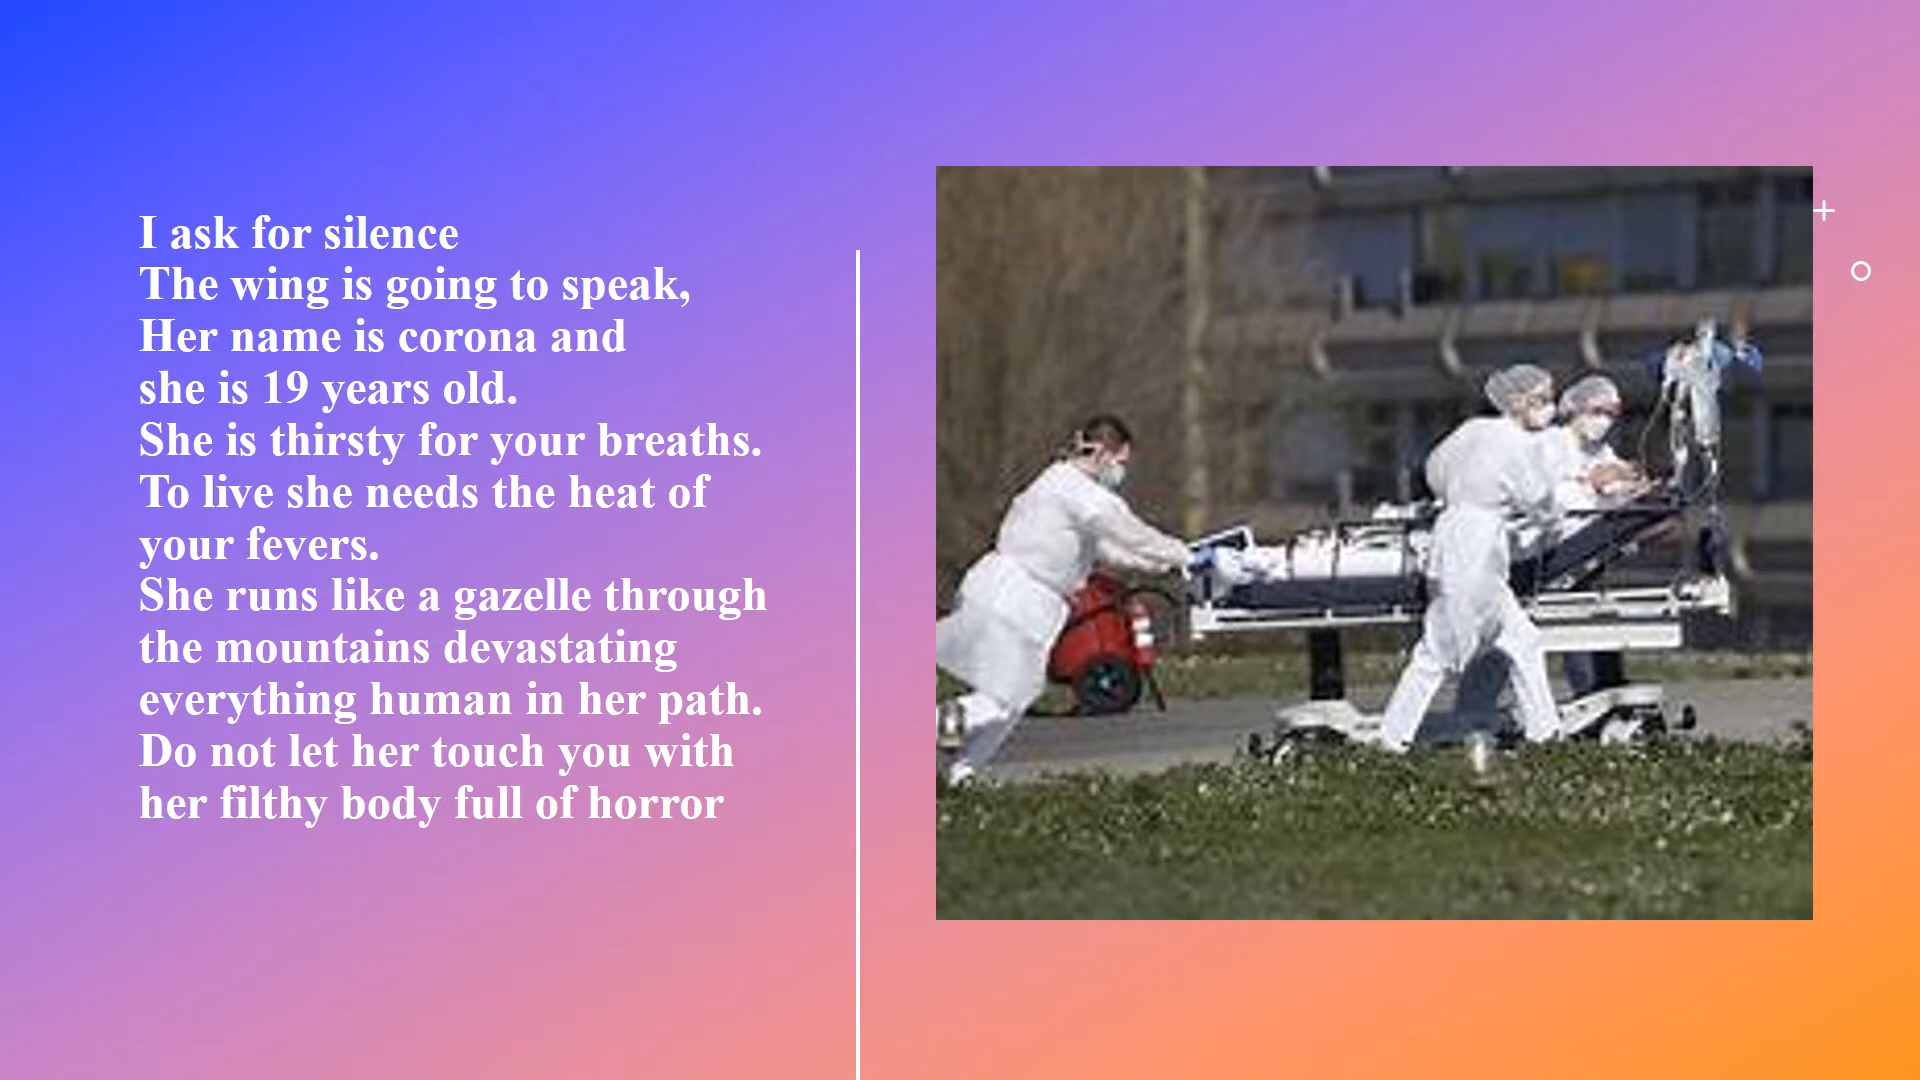 I ask for silence
The wing is going to speak,
Her name is corona and
she is 19 years old.
She is thirsty for your breaths.
To live she needs the heat of
your fevers.
She runs like a gazelle through
the mountains devastating
everything human in her path.
Do not let her touch you with
her filthy body full of horror